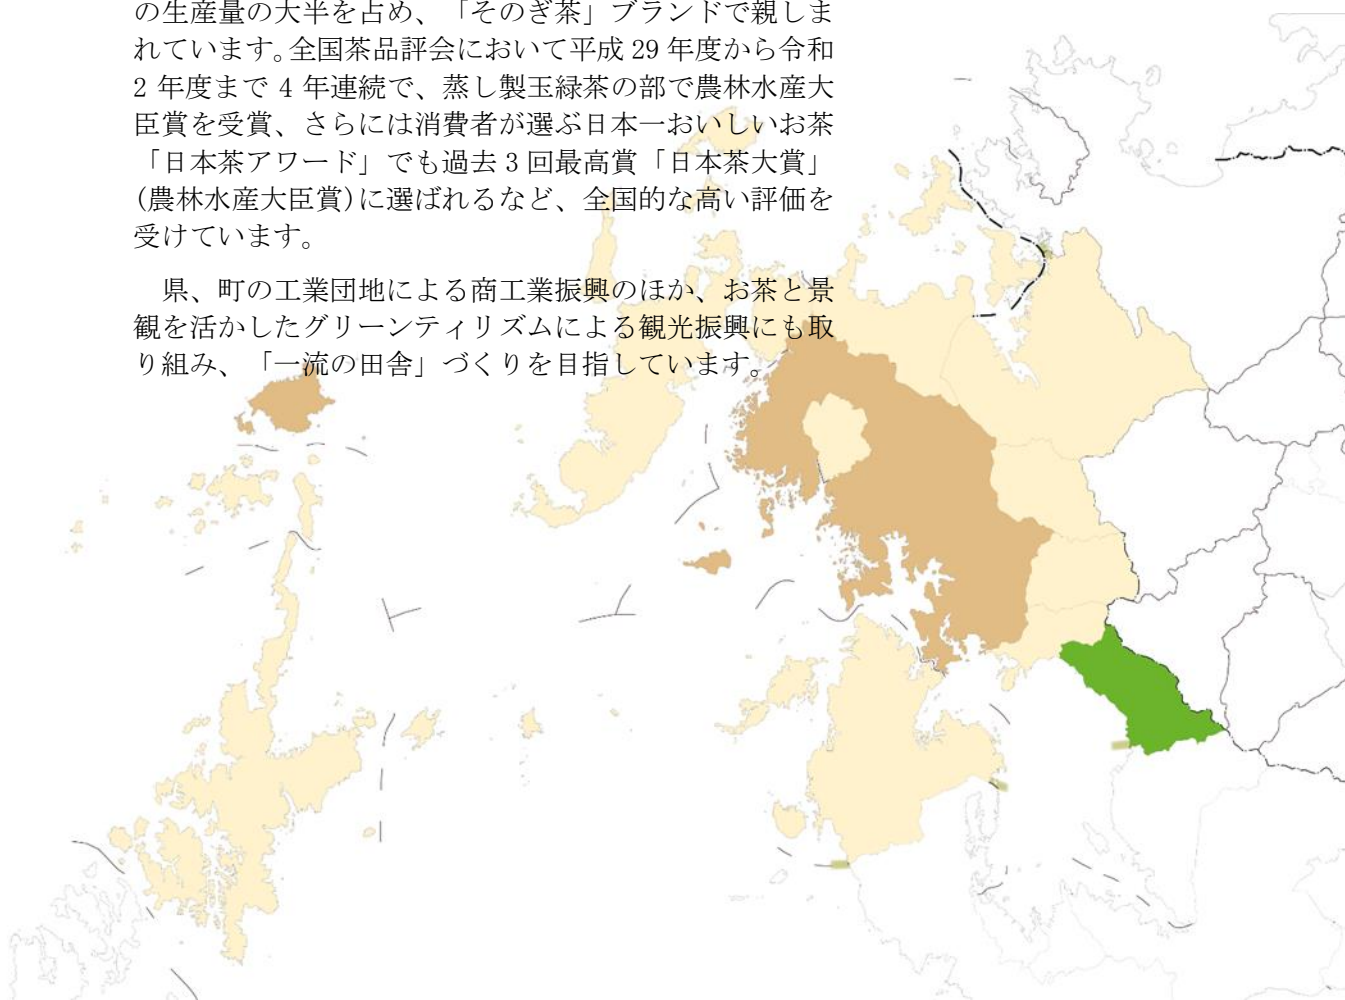 の生産量の大半を占め、「そのぎ茶」ブランドで親しま
れています。全国茶品評会において平成 29 年度から令和
2 年度まで 4 年連続で、蒸し製玉緑茶の部で農林水産大
臣賞を受賞、さらには消費者が選ぶ日本一おいしいお茶
「日本茶アワード」でも過去 3 回最高賞「日本茶大賞」
(農林水産大臣賞)に選ばれるなど、全国的な高い評価を
受けています。
県、町の工業団地による商工業振興のほか、お茶と景
観を活かしたグリーンティリズムによる観光振興にも取
り組み、「一流の田舎」づくりを目指しています。